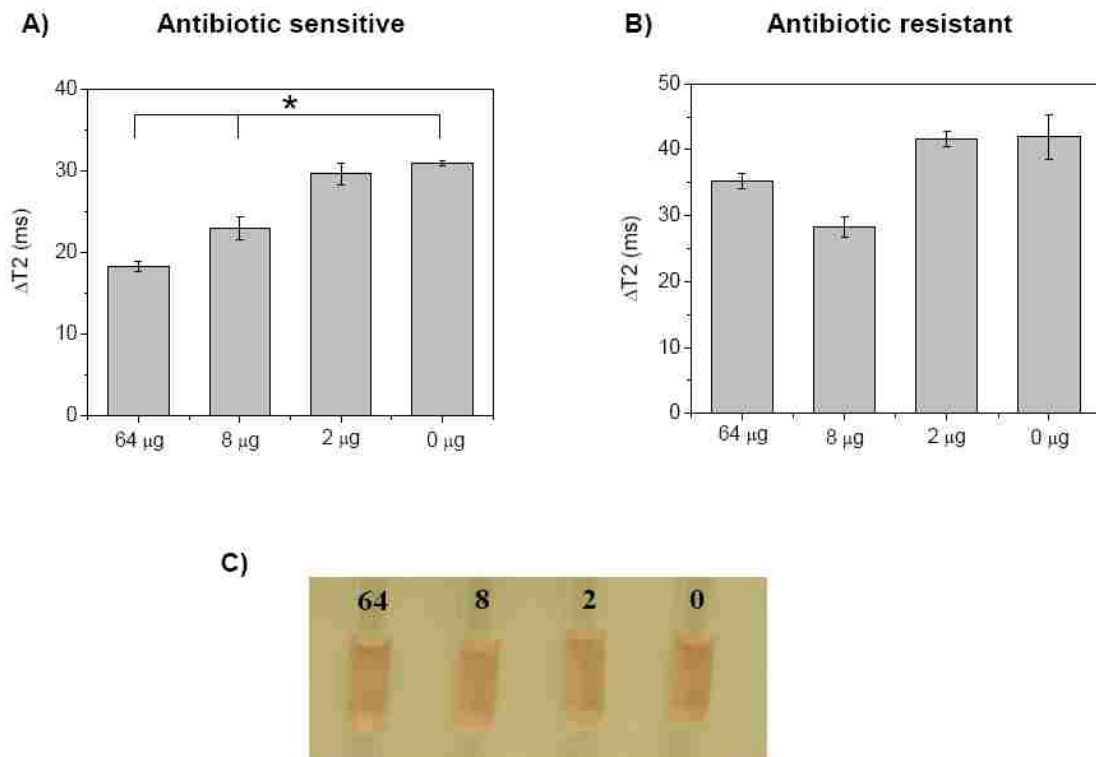 A) Antibiotic sensitive
40
30
20
10
0
ΔT2 (ms)
*
64 μg 8 μg 2 μg 0 μg
B) Antibiotic resistant
50
40
30
20
10
0
ΔT2 (ms)
64 μg 8 μg 2 μg 0 μg
C)
64 8 2 0